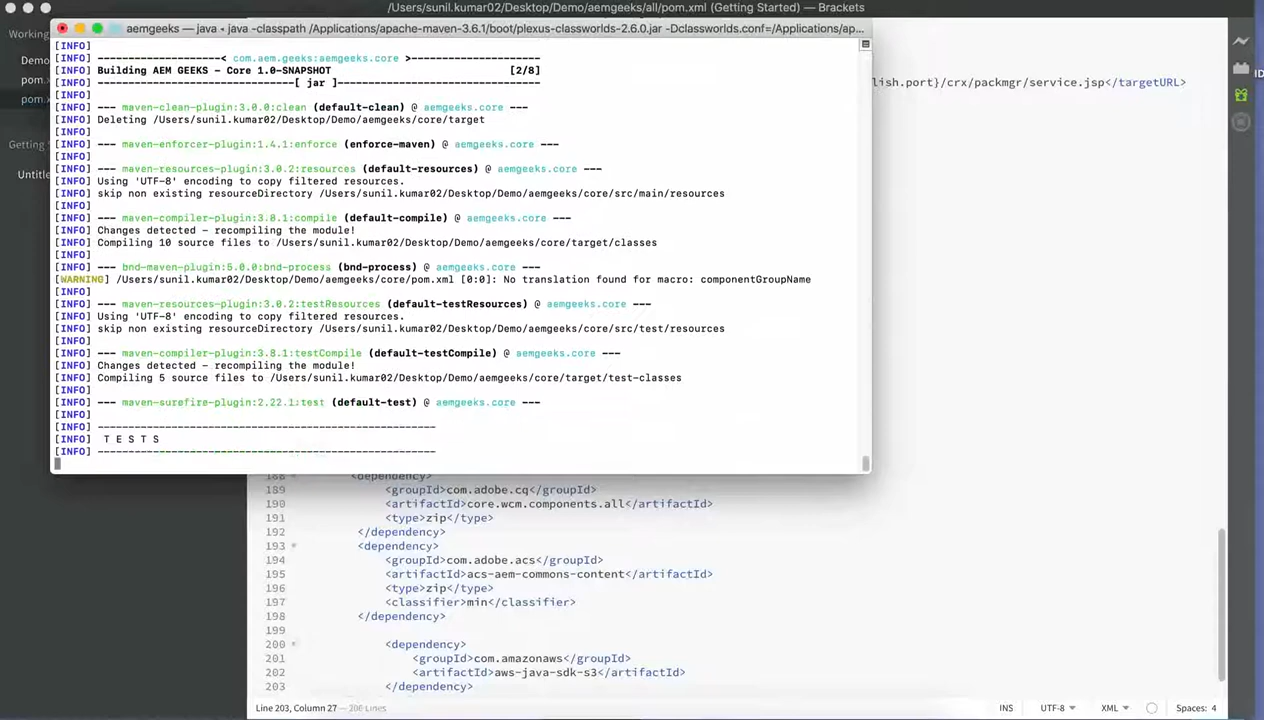 /Users/sunil.kumar02/Desktop/Demo/aemgeeks/all/pom.xml (Getting Started) — Brackets
aemgeeks — java ◂ java -classpath /Applications/apache-maven-3.6.1/boot/plexus-classworlds-2.6.0.jar -Dclassworlds.conf=/Applications/ap...
Working
Demo
pom.x
pom.x
Getting S
Untitle
[INFO]
[INFO] ---------------------< com.aem.geeks:aemgeeks.core >---------------------
[INFO] Building AEM GEEKS - Core 1.0-SNAPSHOT [2/8]
[INFO] --------------------------------[ jar ]---------------------------------
[INFO]
[INFO] --- maven-clean-plugin:3.0.0:clean (default-clean) @ aemgeeks.core ---
[INFO] Deleting /Users/sunil.kumar02/Desktop/Demo/aemgeeks/core/target
[INFO]
[INFO] --- maven-enforcer-plugin:1.4.1:enforce (enforce-maven) @ aemgeeks.core ---
[INFO]
[INFO] --- maven-resources-plugin:3.0.2:resources (default-resources) @ aemgeeks.core ---
[INFO] Using 'UTF-8' encoding to copy filtered resources.
[INFO] skip non existing resourceDirectory /Users/sunil.kumar02/Desktop/Demo/aemgeeks/core/src/main/resources
[INFO]
[INFO] --- maven-compiler-plugin:3.8.1:compile (default-compile) @ aemgeeks.core ---
[INFO] Changes detected - recompiling the module!
[INFO] Compiling 10 source files to /Users/sunil.kumar02/Desktop/Demo/aemgeeks/core/target/classes
[INFO]
[INFO] --- bnd-maven-plugin:5.0.0:bnd-process (bnd-process) @ aemgeeks.core ---
[WARNING] /Users/sunil.kumar02/Desktop/Demo/aemgeeks/core/pom.xml [0:0]: No translation found for macro: componentGroupName
[INFO]
[INFO] --- maven-resources-plugin:3.0.2:testResources (default-testResources) @ aemgeeks.core ---
[INFO] Using 'UTF-8' encoding to copy filtered resources.
[INFO] skip non existing resourceDirectory /Users/sunil.kumar02/Desktop/Demo/aemgeeks/core/src/test/resources
[INFO]
[INFO] --- maven-compiler-plugin:3.8.1:testCompile (default-testCompile) @ aemgeeks.core ---
[INFO] Changes detected - recompiling the module!
[INFO] Compiling 5 source files to /Users/sunil.kumar02/Desktop/Demo/aemgeeks/core/target/test-classes
[INFO]
[INFO] --- maven-surefire-plugin:2.22.1:test (default-test) @ aemgeeks.core ---
[INFO]
[INFO] -------------------------------------------------------
[INFO] T E S T S
[INFO] -------------------------------------------------------
lish.port}/crx/packmgr/service.jsp</targetURL>
188 <dependency>
189 <groupId>com.adobe.cq</groupId>
190 <artifactId>core.wcm.components.all</artifactId>
191 <type>zip</type>
192 </dependency>
193 <dependency>
194 <groupId>com.adobe.acs</groupId>
195 <artifactId>acs-aem-commons-content</artifactId>
196 <type>zip</type>
197 <classifier>min</classifier>
198 </dependency>
199
200 <dependency>
201 <groupId>com.amazonaws</groupId>
202 <artifactId>aws-java-sdk-s3</artifactId>
203 </dependency>
Line 203, Column 27 — 206 Lines
INS UTF-8 XML Spaces: 4